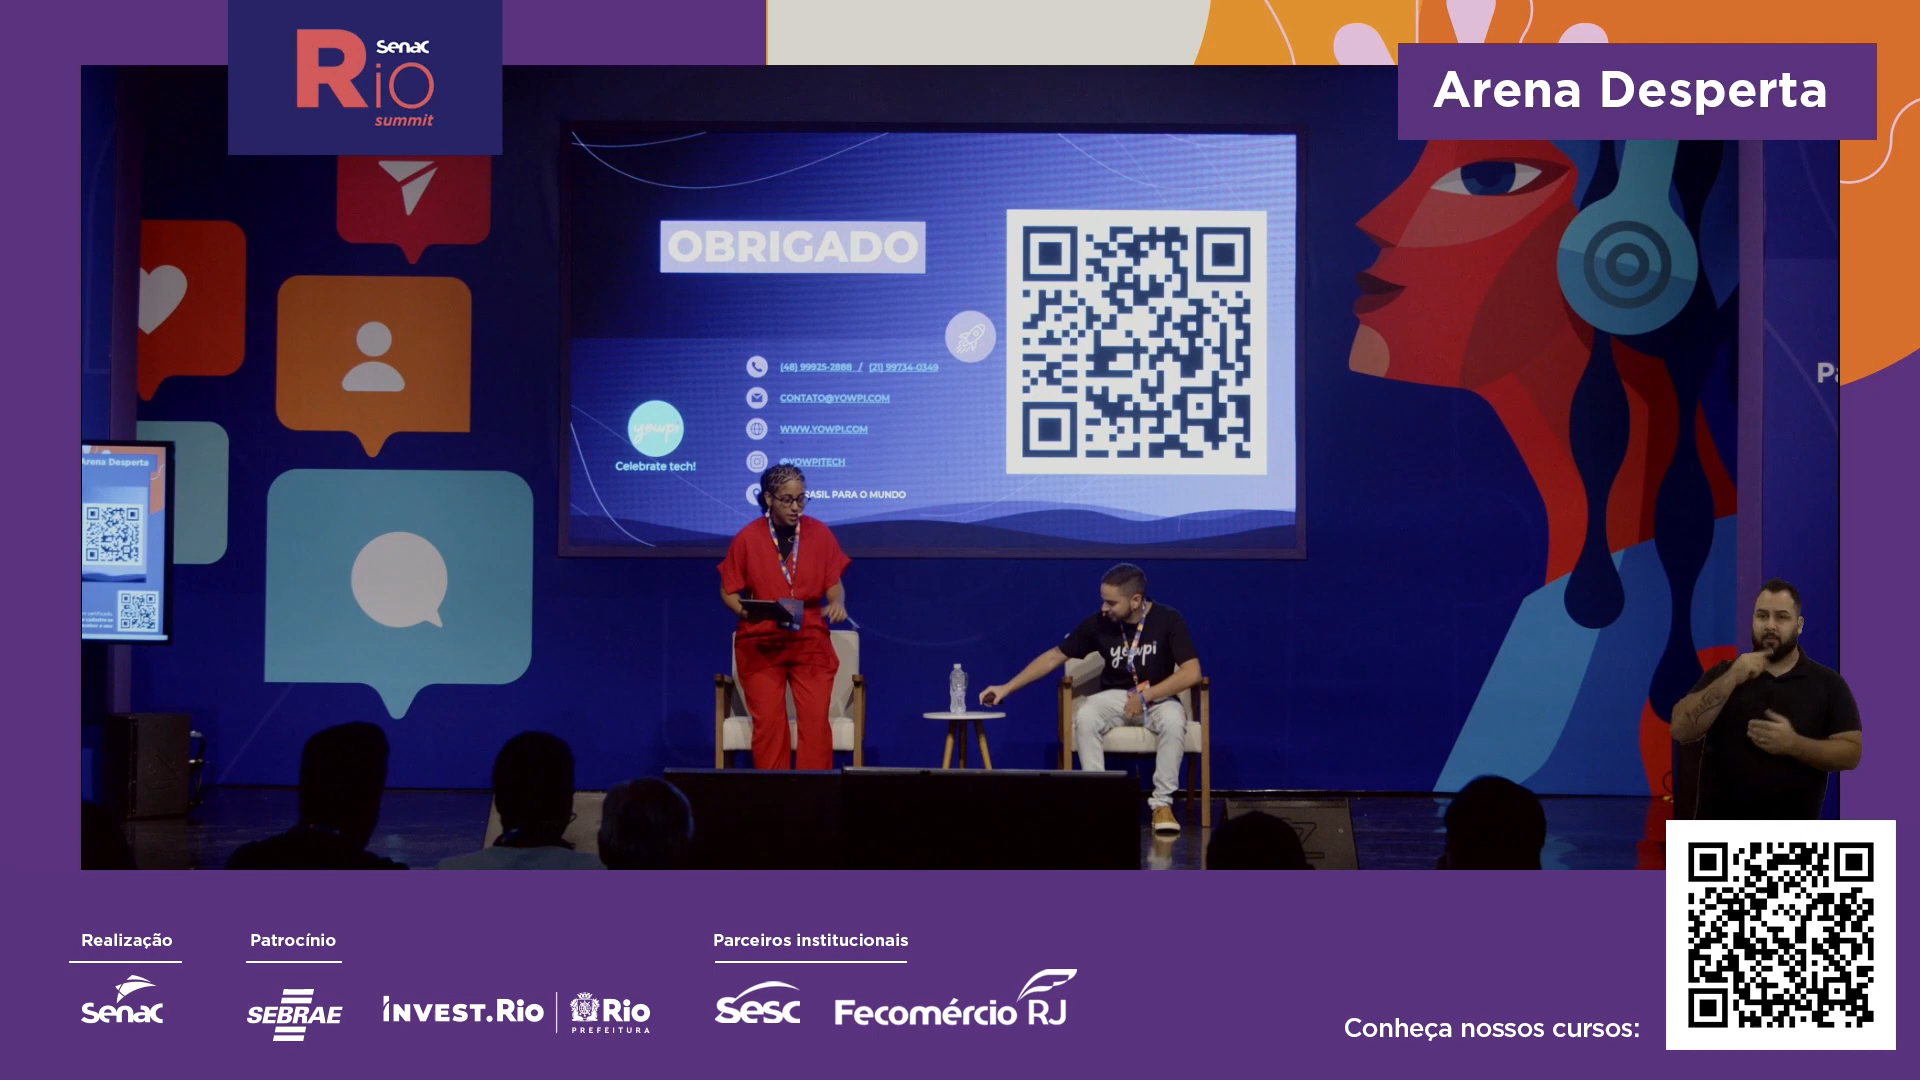 Senac
Rio
summit
Arena Desperta
OBRIGADO
(48) 99925-2888 / (21) 99734-0349
CONTATO@YOWPI.COM
WWW.YOWPI.COM
@YOWPITECH
RASIL PARA O MUNDO
yowpi
Celebrate tech!
Arena Desperta
yowpi
Realização
Senac
Patrocínio
SEBRAE
INVEST.Rio
Rio
PREFEITURA
Parceiros institucionais
Sesc
Fecomércio RJ
Conheça nossos cursos: